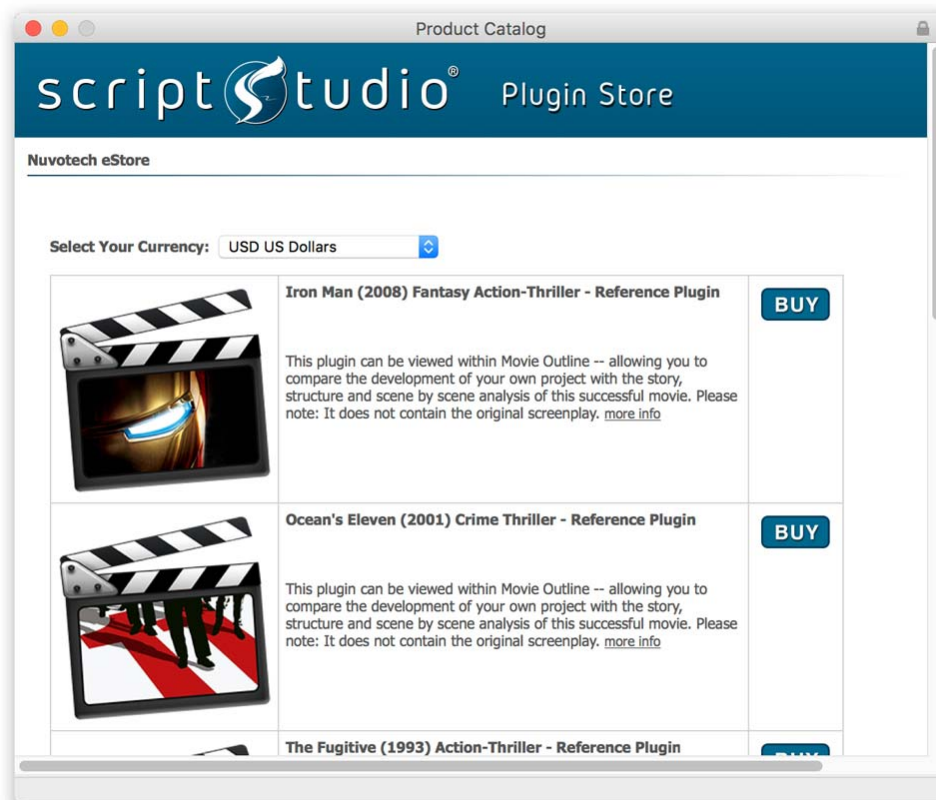 Product Catalog
scriptStudio® Plugin Store
Nuvotech eStore
Select Your Currency: USD US Dollars
Iron Man (2008) Fantasy Action-Thriller - Reference Plugin
BUY
This plugin can be viewed within Movie Outline -- allowing you to
compare the development of your own project with the story,
structure and scene by scene analysis of this successful movie. Please
note: It does not contain the original screenplay. more info
Ocean's Eleven (2001) Crime Thriller - Reference Plugin
BUY
This plugin can be viewed within Movie Outline -- allowing you to
compare the development of your own project with the story,
structure and scene by scene analysis of this successful movie. Please
note: It does not contain the original screenplay. more info
The Fugitive (1993) Action-Thriller - Reference Plugin
BUY